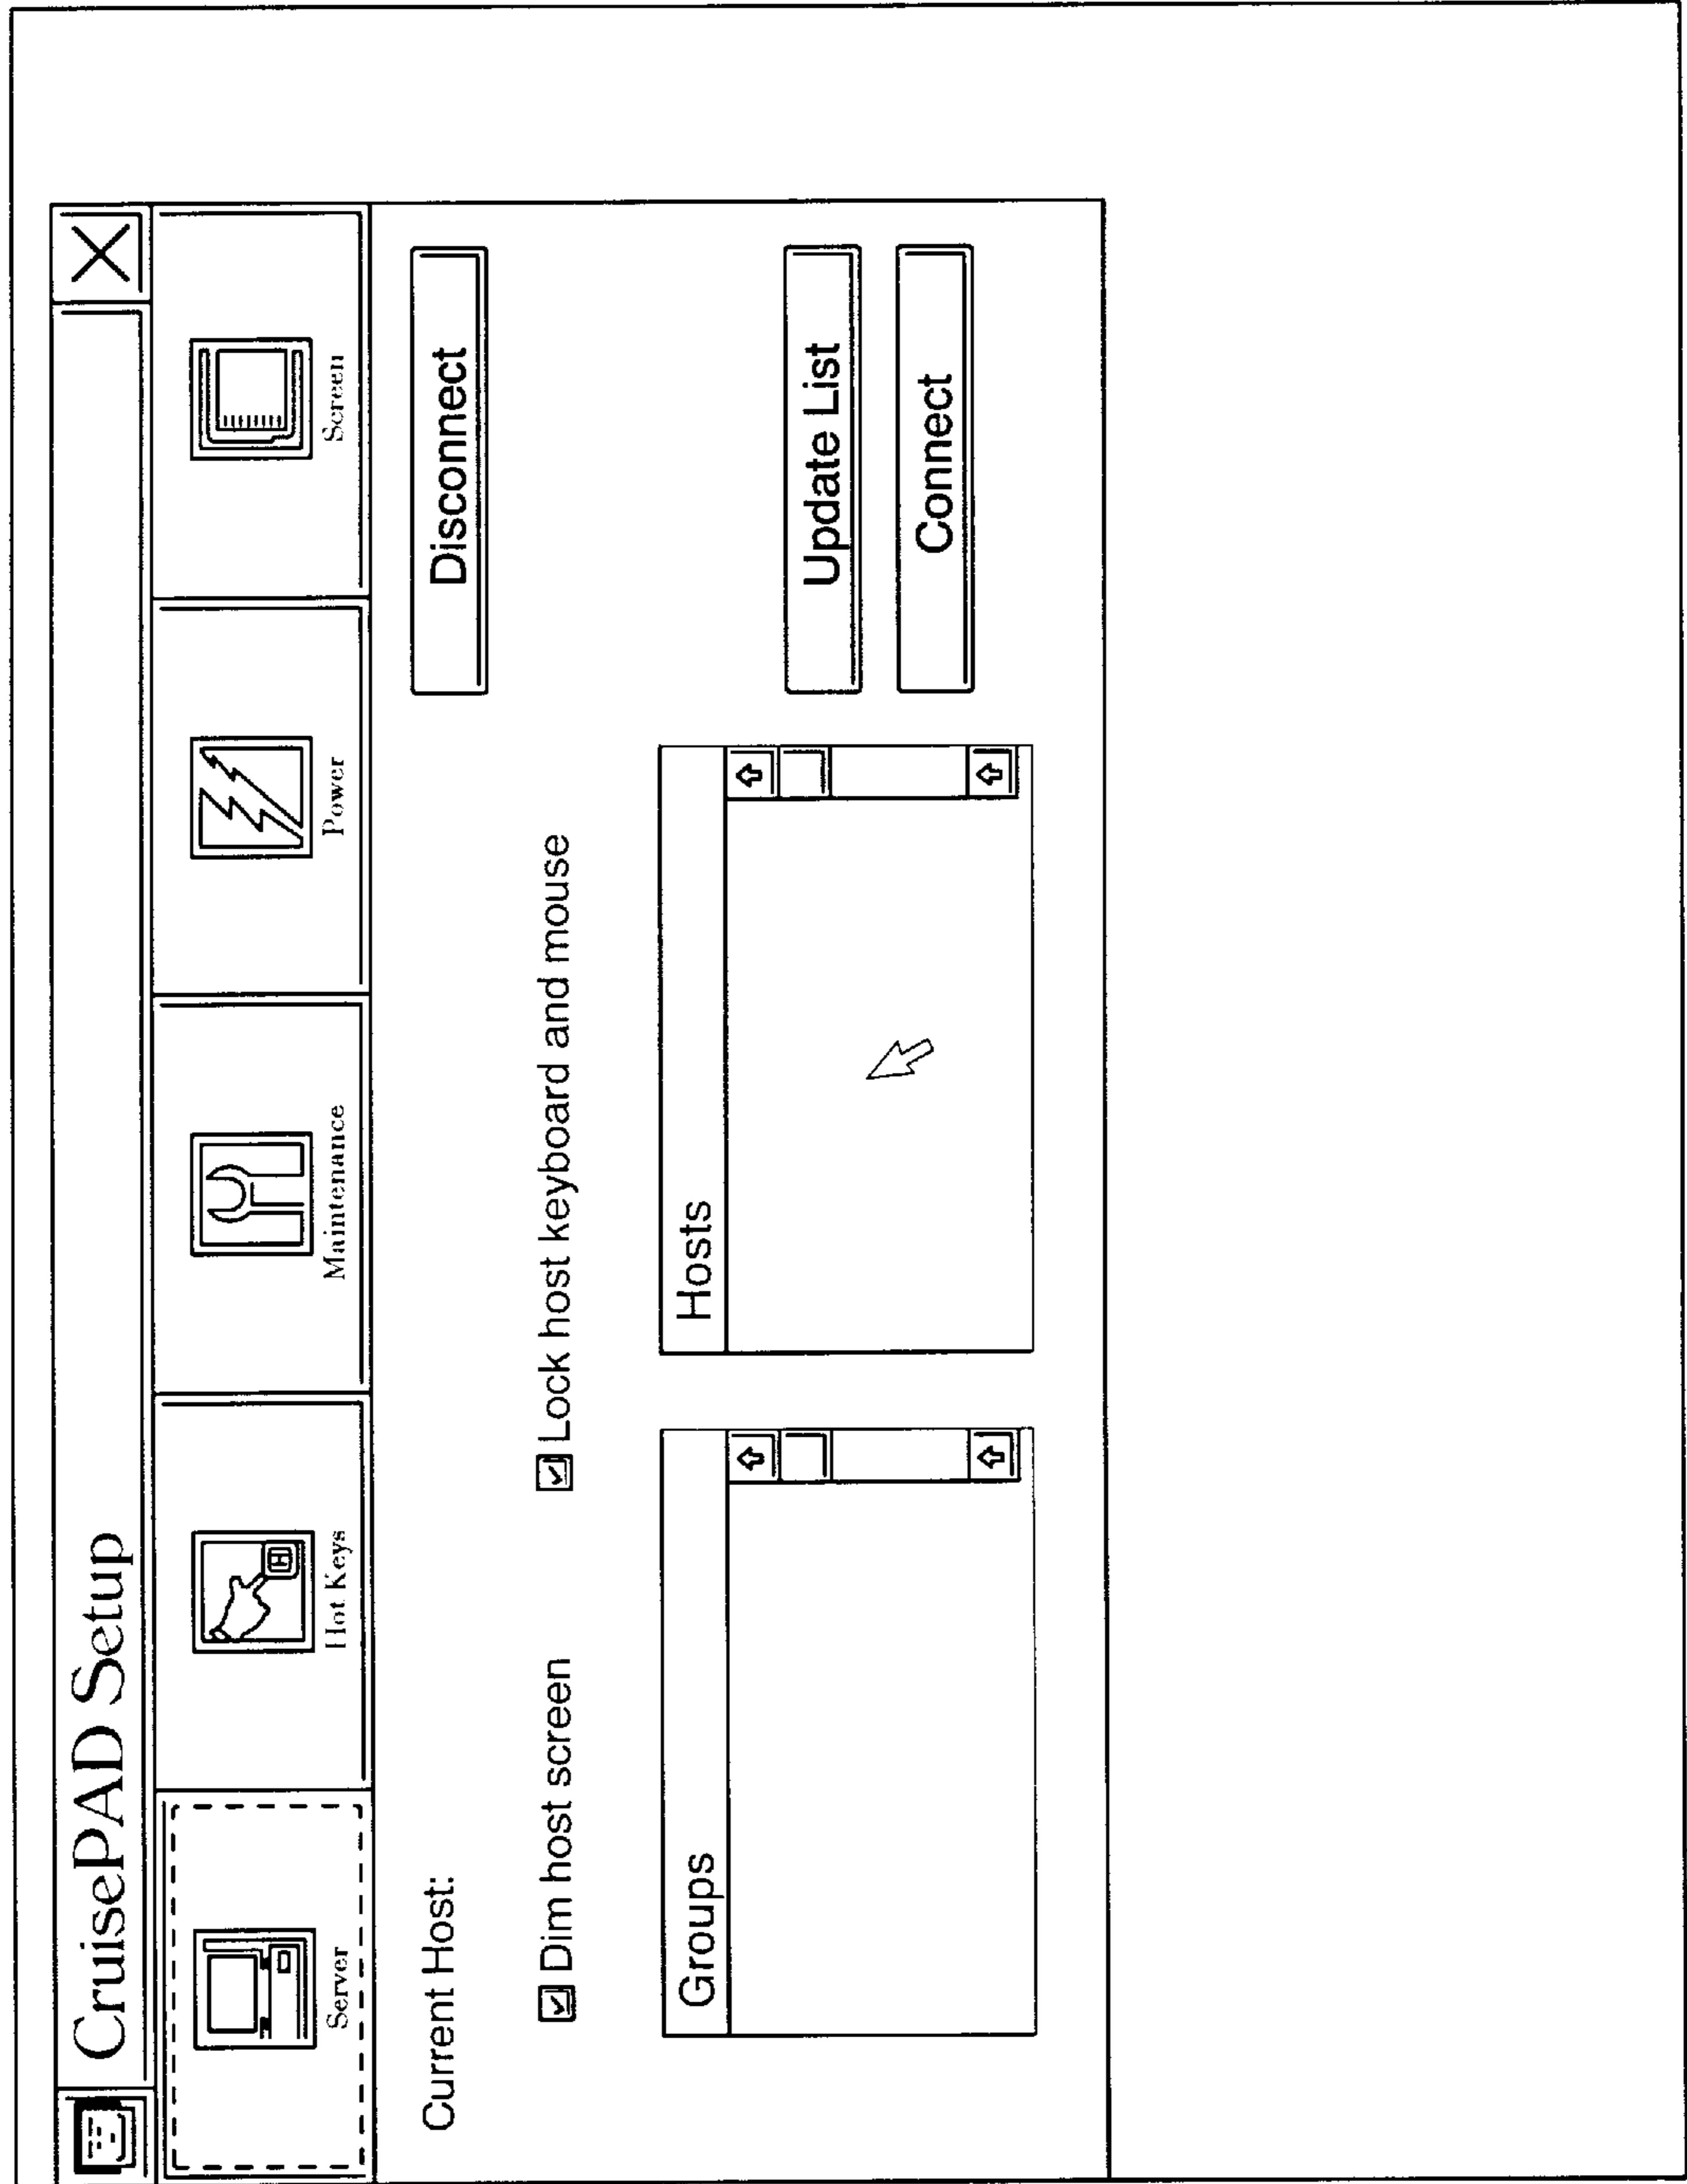 CruisePAD Setup
Server
Hot Keys
Maintenance
Power
Screen
Current Host:
Disconnect
Dim host screen
Lock host keyboard and mouse
Groups
Hosts
Update List
Connect